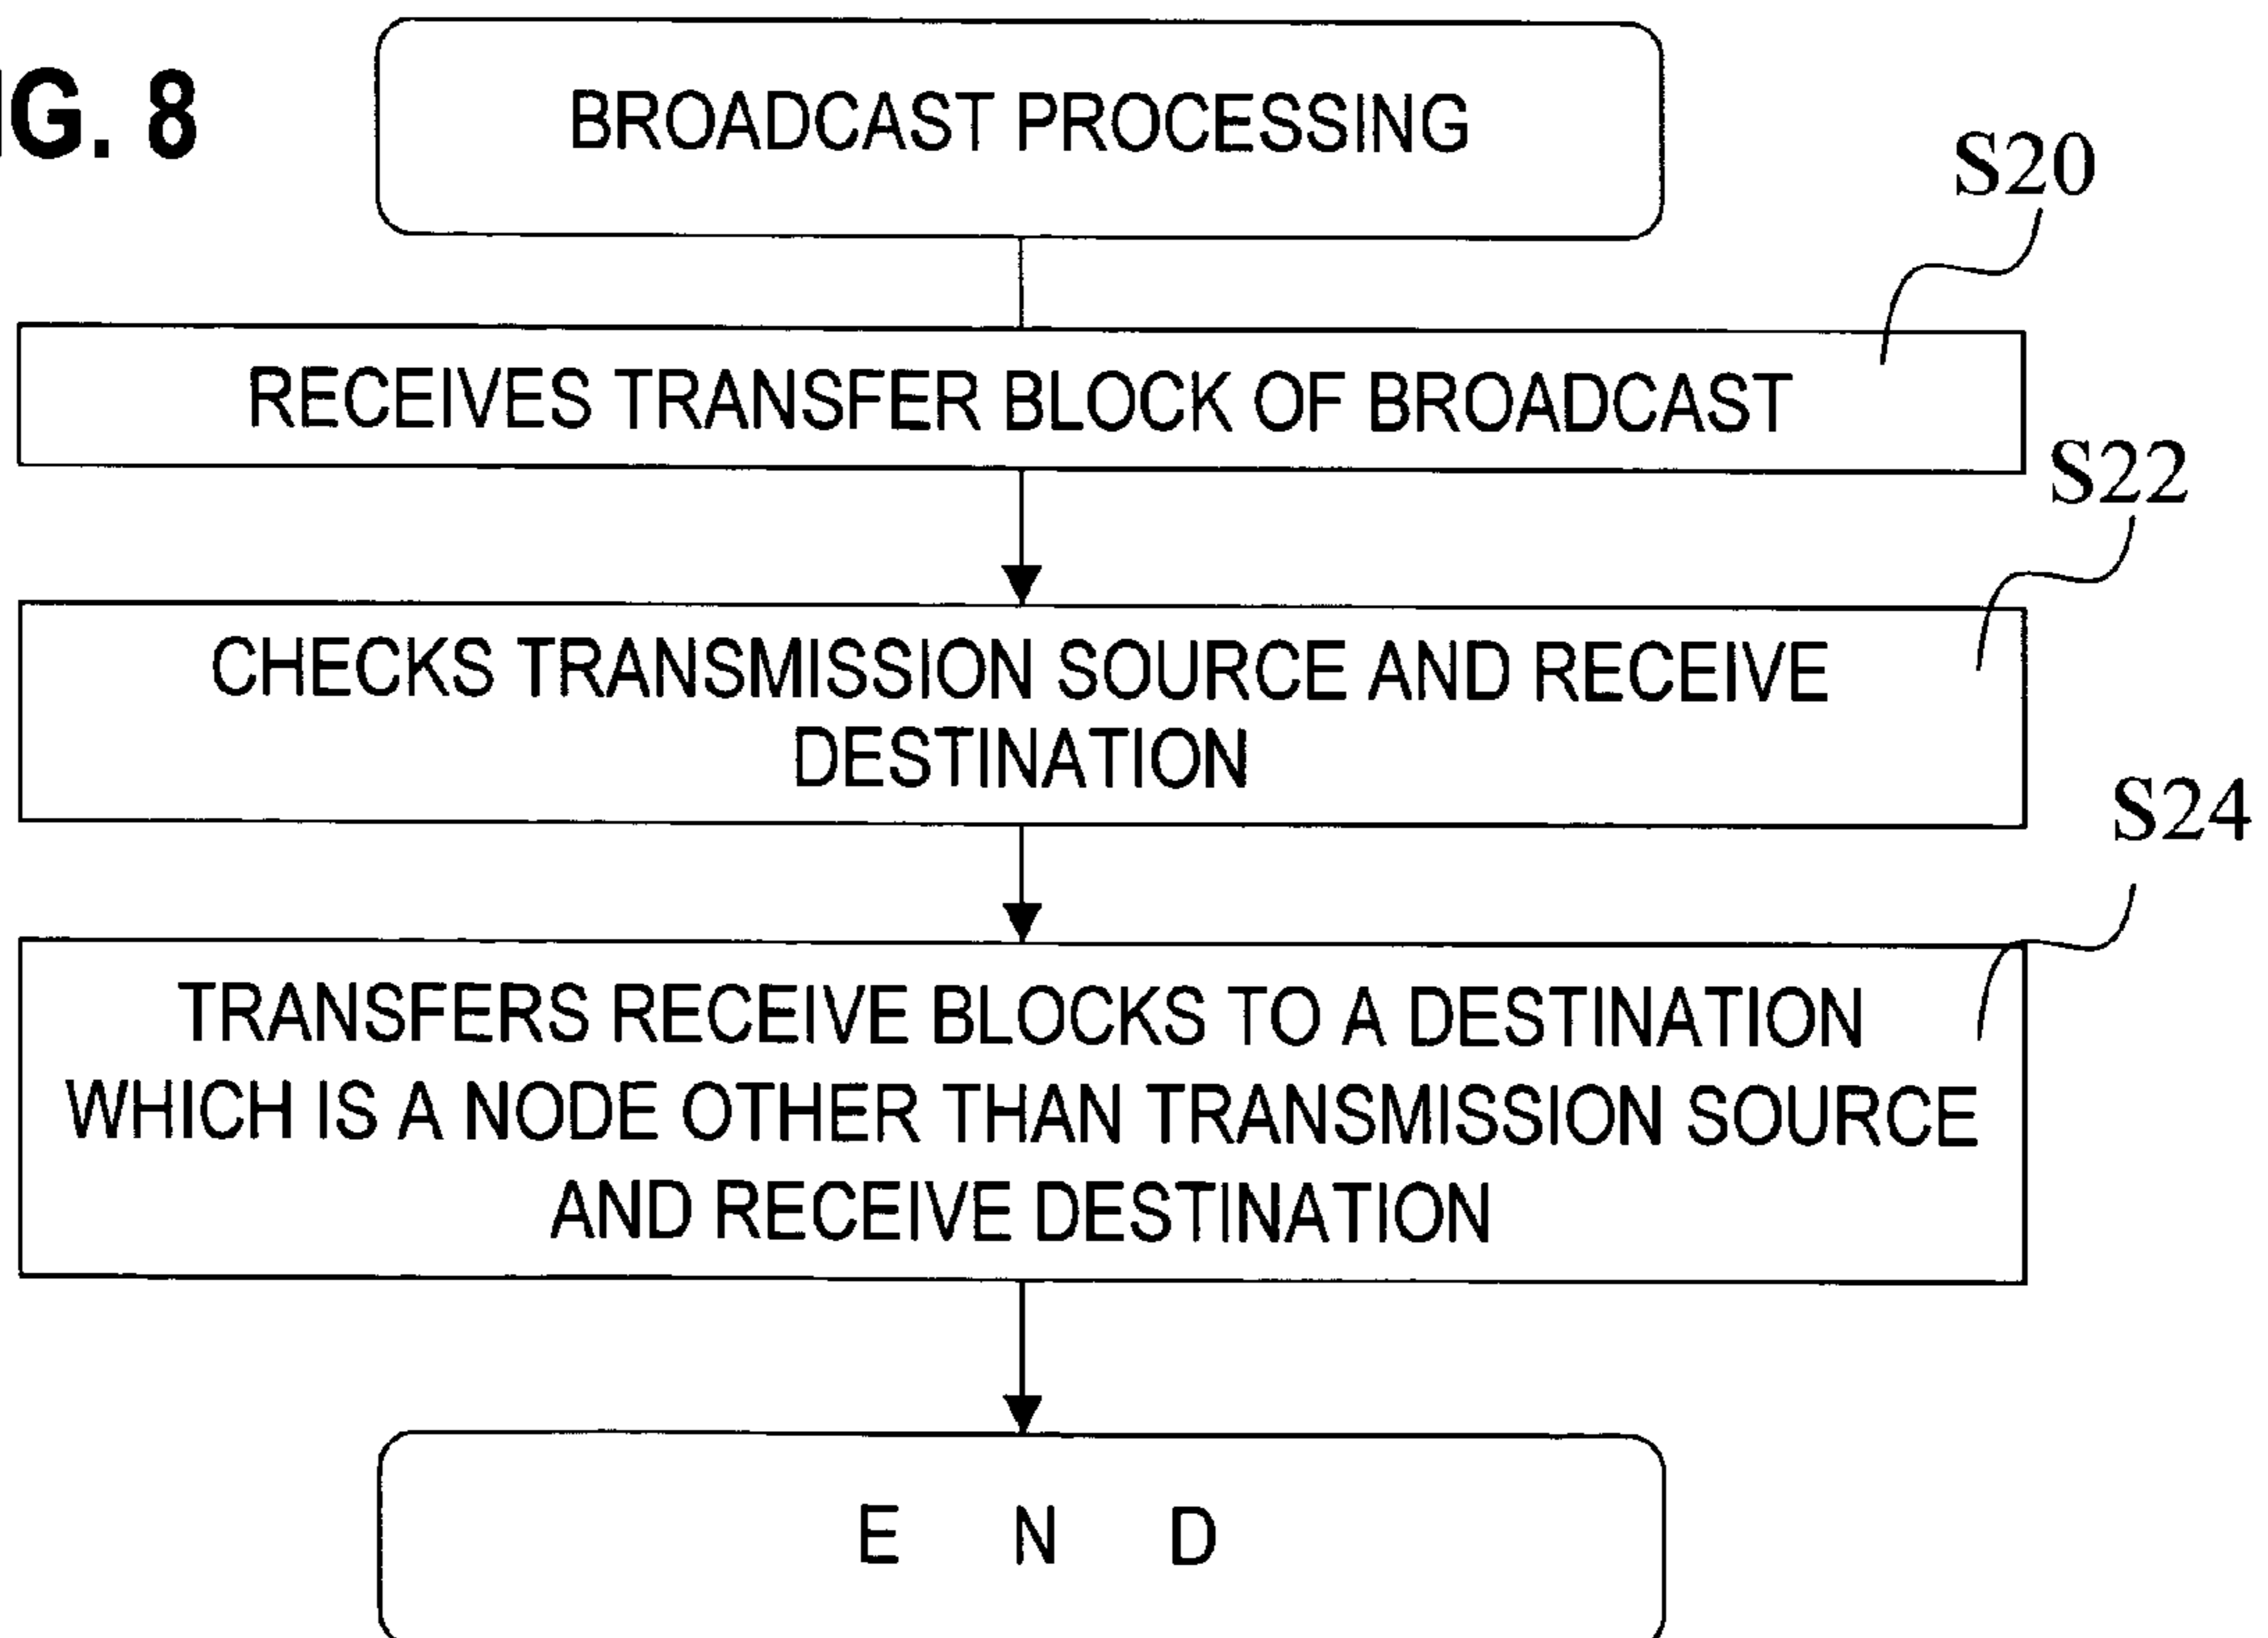 IG. 8
BROADCAST PROCESSING
S20
RECEIVES TRANSFER BLOCK OF BROADCAST
S22
CHECKS TRANSMISSION SOURCE AND RECEIVE
DESTINATION
S24
TRANSFERS RECEIVE BLOCKS TO A DESTINATION
WHICH IS A NODE OTHER THAN TRANSMISSION SOURCE
AND RECEIVE DESTINATION
E N D